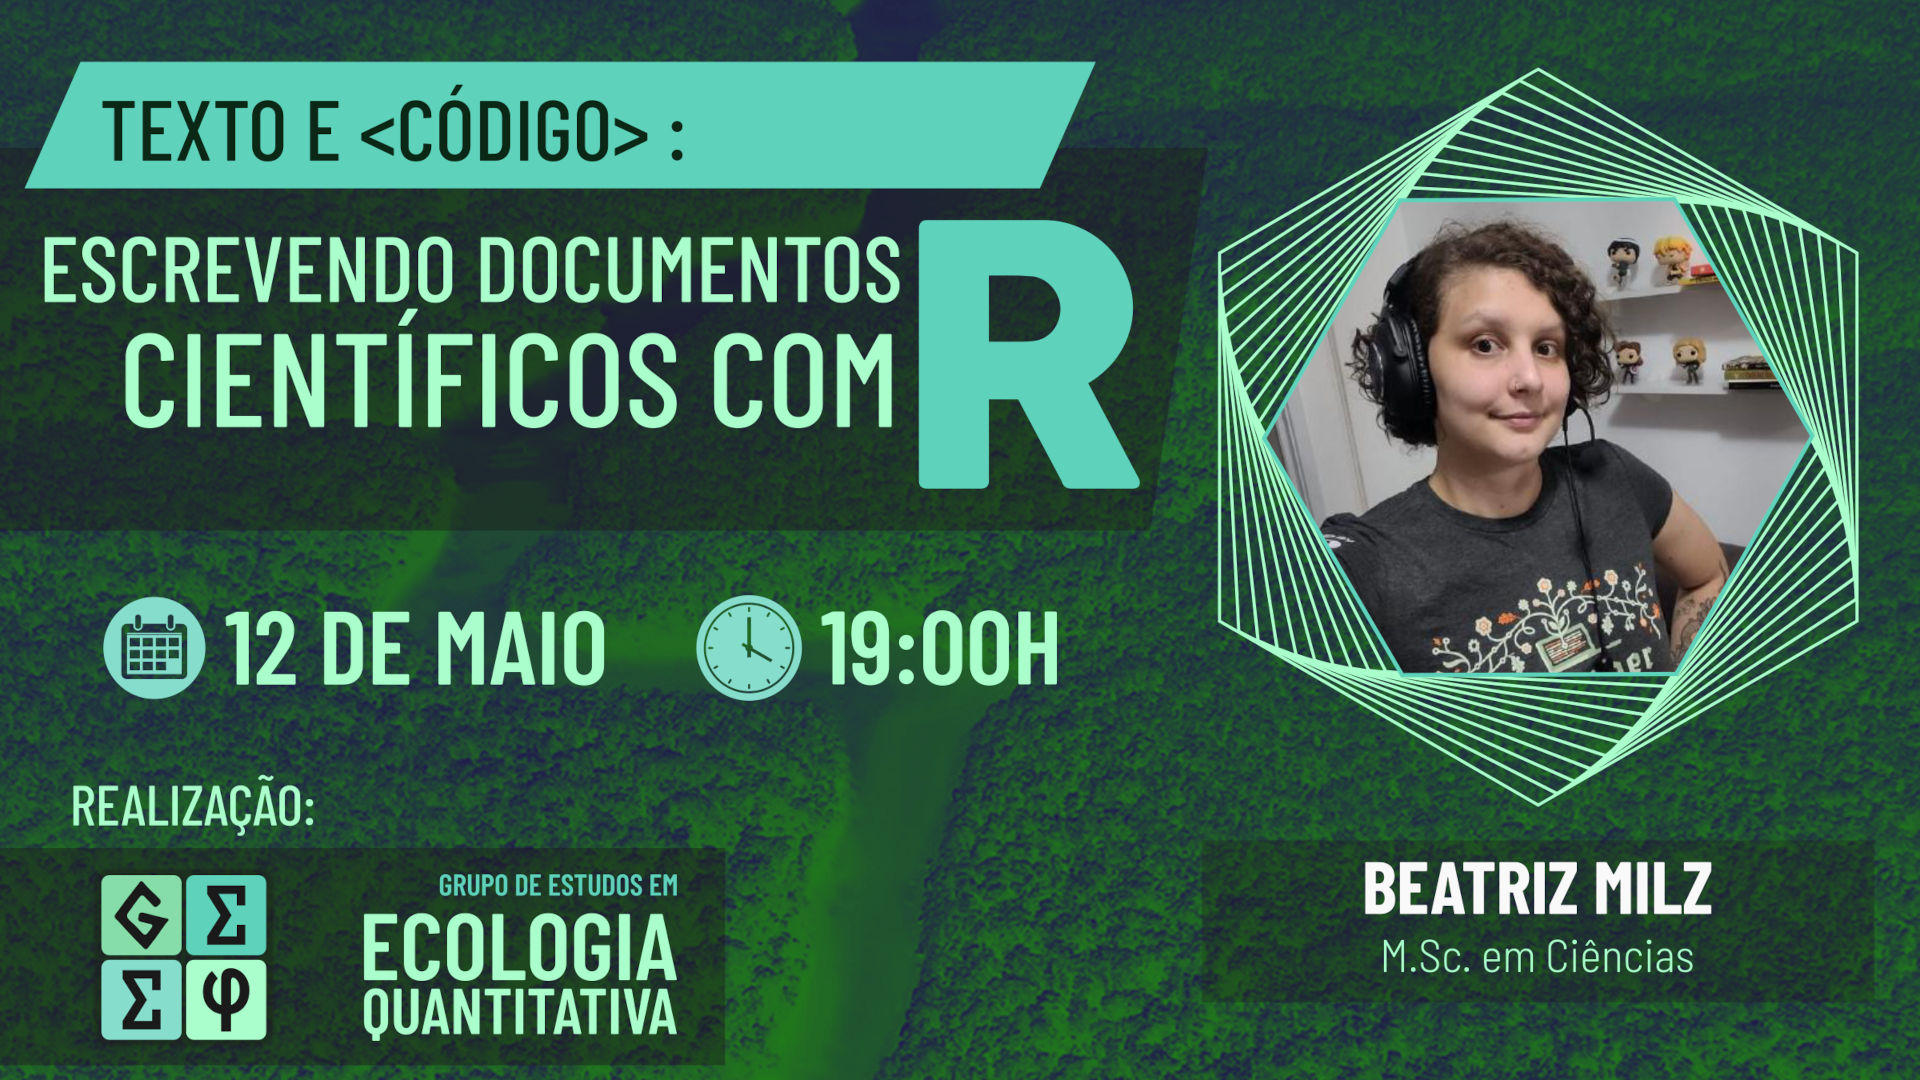 TEXTO E <CÓDIGO> :
ESCREVENDO DOCUMENTOS
CIENTÍFICOS COM R
12 DE MAIO
19:00H
REALIZAÇÃO:
GΣΣφ
GRUPO DE ESTUDOS EM
ECOLOGIA
QUANTITATIVA
BEATRIZ MILZ
M.Sc. em Ciências